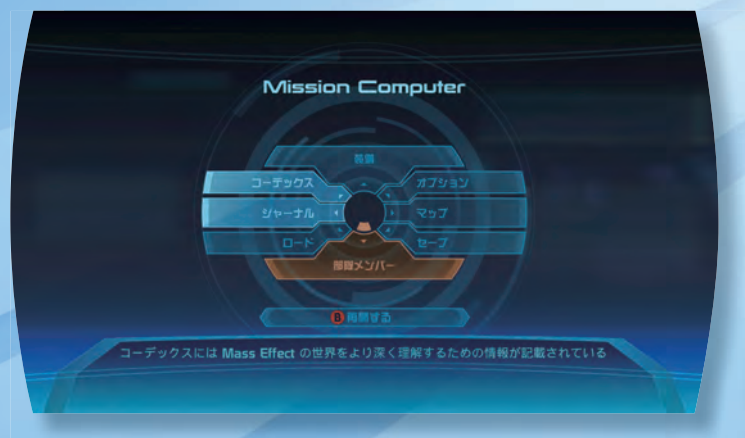 Mission Computer
装備
コーデックス
オプション
ジャーナル
マップ
ロード
セーブ
部隊メンバー
B 再開する
コーデックスには Mass Effect の世界をより深く理解するための情報が記載されている